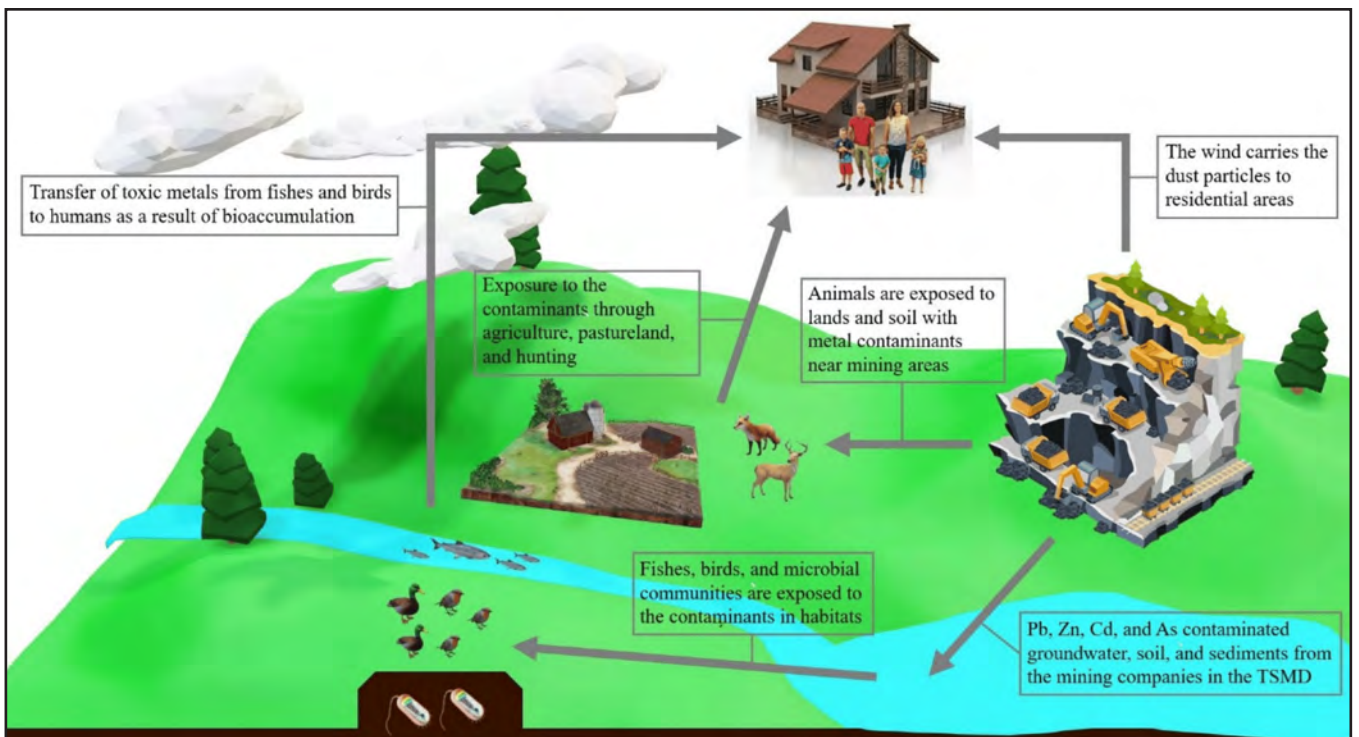 Transfer of toxic metals from fishes and birds
to humans as a result of bioaccumulation
The wind carries the
dust particles to
residential areas
Exposure to the
contaminants through
agriculture, pastureland,
and hunting
Animals are exposed to
lands and soil with
metal contaminants
near mining areas
Fishes, birds, and microbial
communities are exposed to
the contaminants in habitats
Pb, Zn, Cd, and As contaminated
groundwater, soil, and sediments from
the mining companies in the TSMD